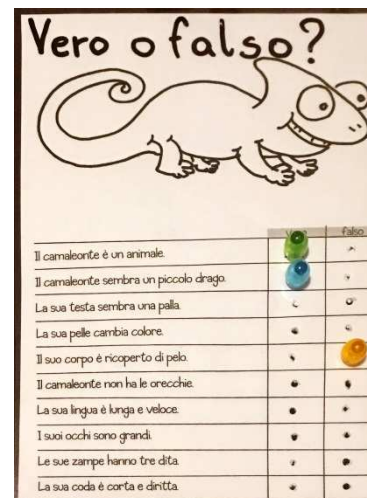 Vero o falso?
falso
Il camaleonte è un animale.
Il camaleonte sembra un piccolo drago.
La sua testa sembra una palla.
La sua pelle cambia colore.
Il suo corpo è ricoperto di pelo.
Il camaleonte non ha le orecchie.
La sua lingua è lunga e veloce.
I suoi occhi sono grandi.
Le sue zampe hanno tre dita.
La sua coda è corta e diritta.